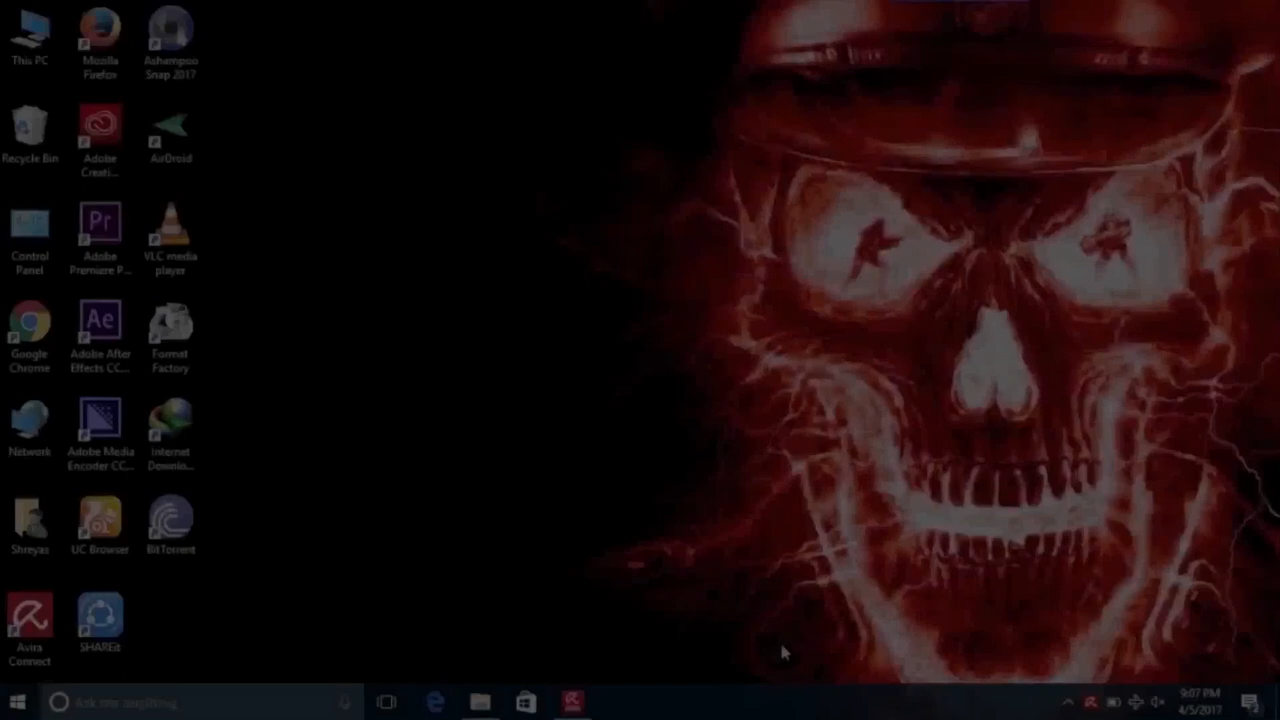 This PC
Mozilla
Firefox
Ashampoo
Snap 2017
Recycle Bin
Adobe
Creati...
AirDroid
Control
Panel
Pr
Adobe
Premiere P...
VLC media
player
Google
Chrome
Ae
Adobe After
Effects CC...
Format
Factory
Network
Adobe Media
Encoder CC...
Internet
Downlo...
Shreyas
UC Browser
BitTorrent
Avira
Connect
SHAREit
Ask me anything
9:07 PM
4/5/2017